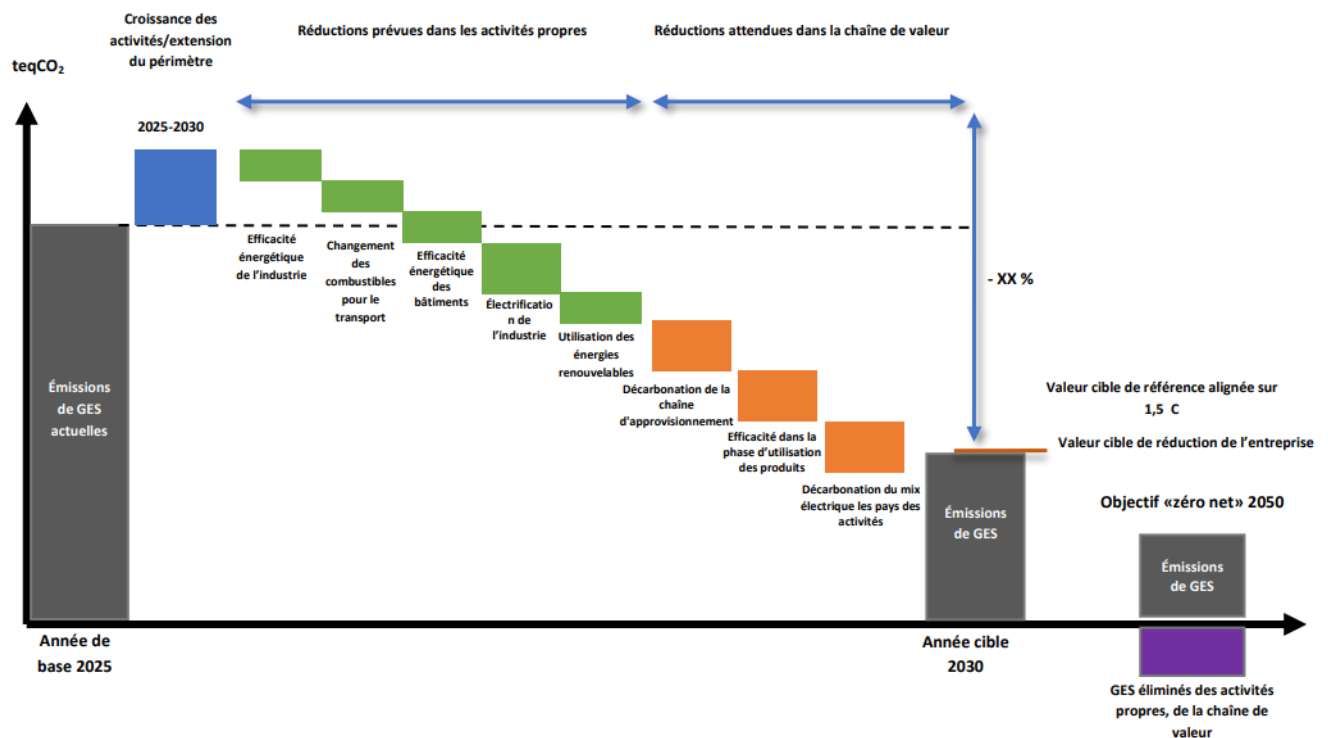 Croissance des
activités/extension
du périmètre
Réductions prévues dans les activités propres
Réductions attendues dans la chaîne de valeur
teqCO₂
2025-2030
Efficacité
énergétique
de l’industrie
Changement
des
combustibles
pour le
transport
Efficacité
énergétique
des
bâtiments
Électrificatio
n de
l’industrie
Utilisation des
énergies
renouvelables
- XX %
Émissions
de GES
actuelles
Décarbonation de la
chaîne
d'approvisionnement
Efficacité dans la
phase d’utilisation
des produits
Décarbonation du mix
électrique les pays des
activités
Valeur cible de référence alignée sur
1,5 C
Valeur cible de réduction de l’entreprise
Émissions
de GES
Objectif «zéro net» 2050
Émissions
de GES
Année de
base 2025
Année cible
2030
GES éliminés des activités
propres, de la chaîne de
valeur